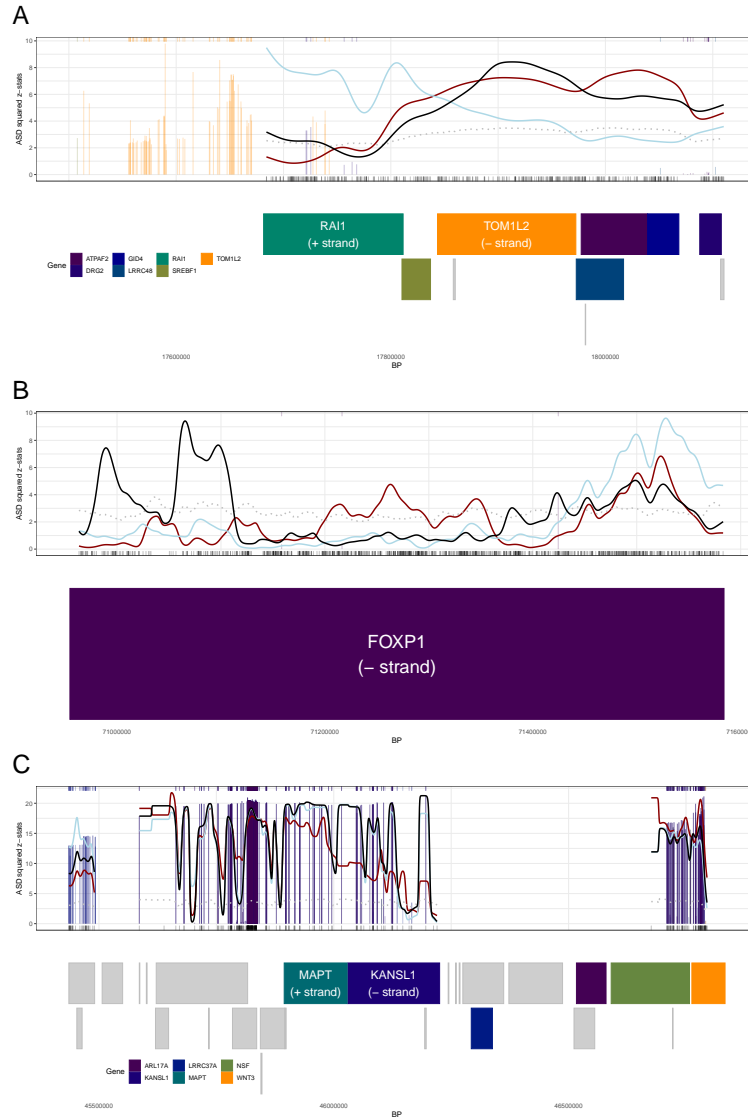 A
10
8
6
4
2
0
ASD squared z-stats
RAI1
(+ strand)
TOM1L2
(− strand)
Gene
ATPAF2
GID4
RAI1
TOM1L2
DRG2
LRRC48
SREBF1
17600000
17800000
18000000
BP
B
10
8
6
4
2
0
ASD squared z-stats
FOXP1
(− strand)
71000000
71200000
71400000
7160000
BP
C
20
15
10
5
0
ASD squared z-stats
MAPT
(+ strand)
KANSL1
(− strand)
Gene
ARL17A
LRRC37A
NSF
KANSL1
MAPT
WNT3
45500000
46000000
46500000
BP